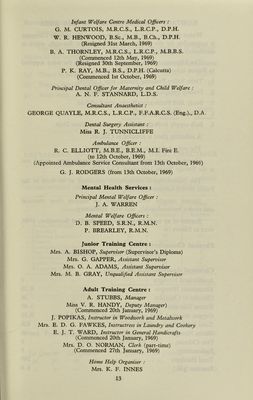 Infant Welfare Centre Medical Officers :
G. M. CURTOIS, M.R.C.S., L.R.C.P., D.P.H.
W. R. HENWOOD, B.Sc., M.B., B.Ch., D.P.H.
(Resigned 31st March, 1969)
B. A. THORNLEY, M.R.C.S., L.R.C.P., M.B.B.S.
(Commenced 12th May, 1969)
(Resigned 30th September, 1969)
P. K. RAY, M.B., B.S., D.P.H. (Calcutta)
(Commenced 1st October, 1969)
Principal Dental Officer for Maternity and Child Welfare :
A. N. F. STANNARD, L.D.S.
Consultant Anaesthetist :
GEORGE QUAYLE, M.R.C.S., L.R.C.P., F.F.A.R.C.S. (Eng.), D.A.
Dental Surgery Assistant :
Miss R. J. TUNNICLIFFE
Ambulance Officer :
R. C. ELLIOTT, M.B.E., B.E.M., M.I. Fire E.
(to 12th October, 1969)
(Appointed Ambulance Service Consultant from 13th October, 1969)
G. J. RODGERS (from 13th October, 1969)
Mental Health Services :
Principal Mental Welfare Officer :
J. A. WARREN
Mental Welfare Officers :
D. B. SPEED, S.R.N., R.M.N.
P. BREARLEY, R.M.N.
Junior Training Centre :
Mrs. A. BISHOP, Supervisor (Supervisor's Diploma)
Mrs. G. GAPPER, Assistant Supervisor
Mrs. O. A. ADAMS, Assistant Supervisor
Mrs. M. B. GRAY, Unqualified Assistant Supervisor
Adult Training Centre :
A. STUBBS, Manager
Miss V. R. HANDY, Deputy Manager)
(Commenced 20th January, 1969)
J. POPIKAS, Instructor in Woodwork and Metalwork
Mrs. E. D. G. FAWKES, Instructress in Laundry and Cookery
E. J. T. WARD, Instructor in General Handicrafts
(Commenced 20th January, 1969)
Mrs. D. O. NORMAN, Clerk (part-time)
(Commenced 27th January, 1969)
Home Help Organiser :
Mrs. K. F. INNES
13